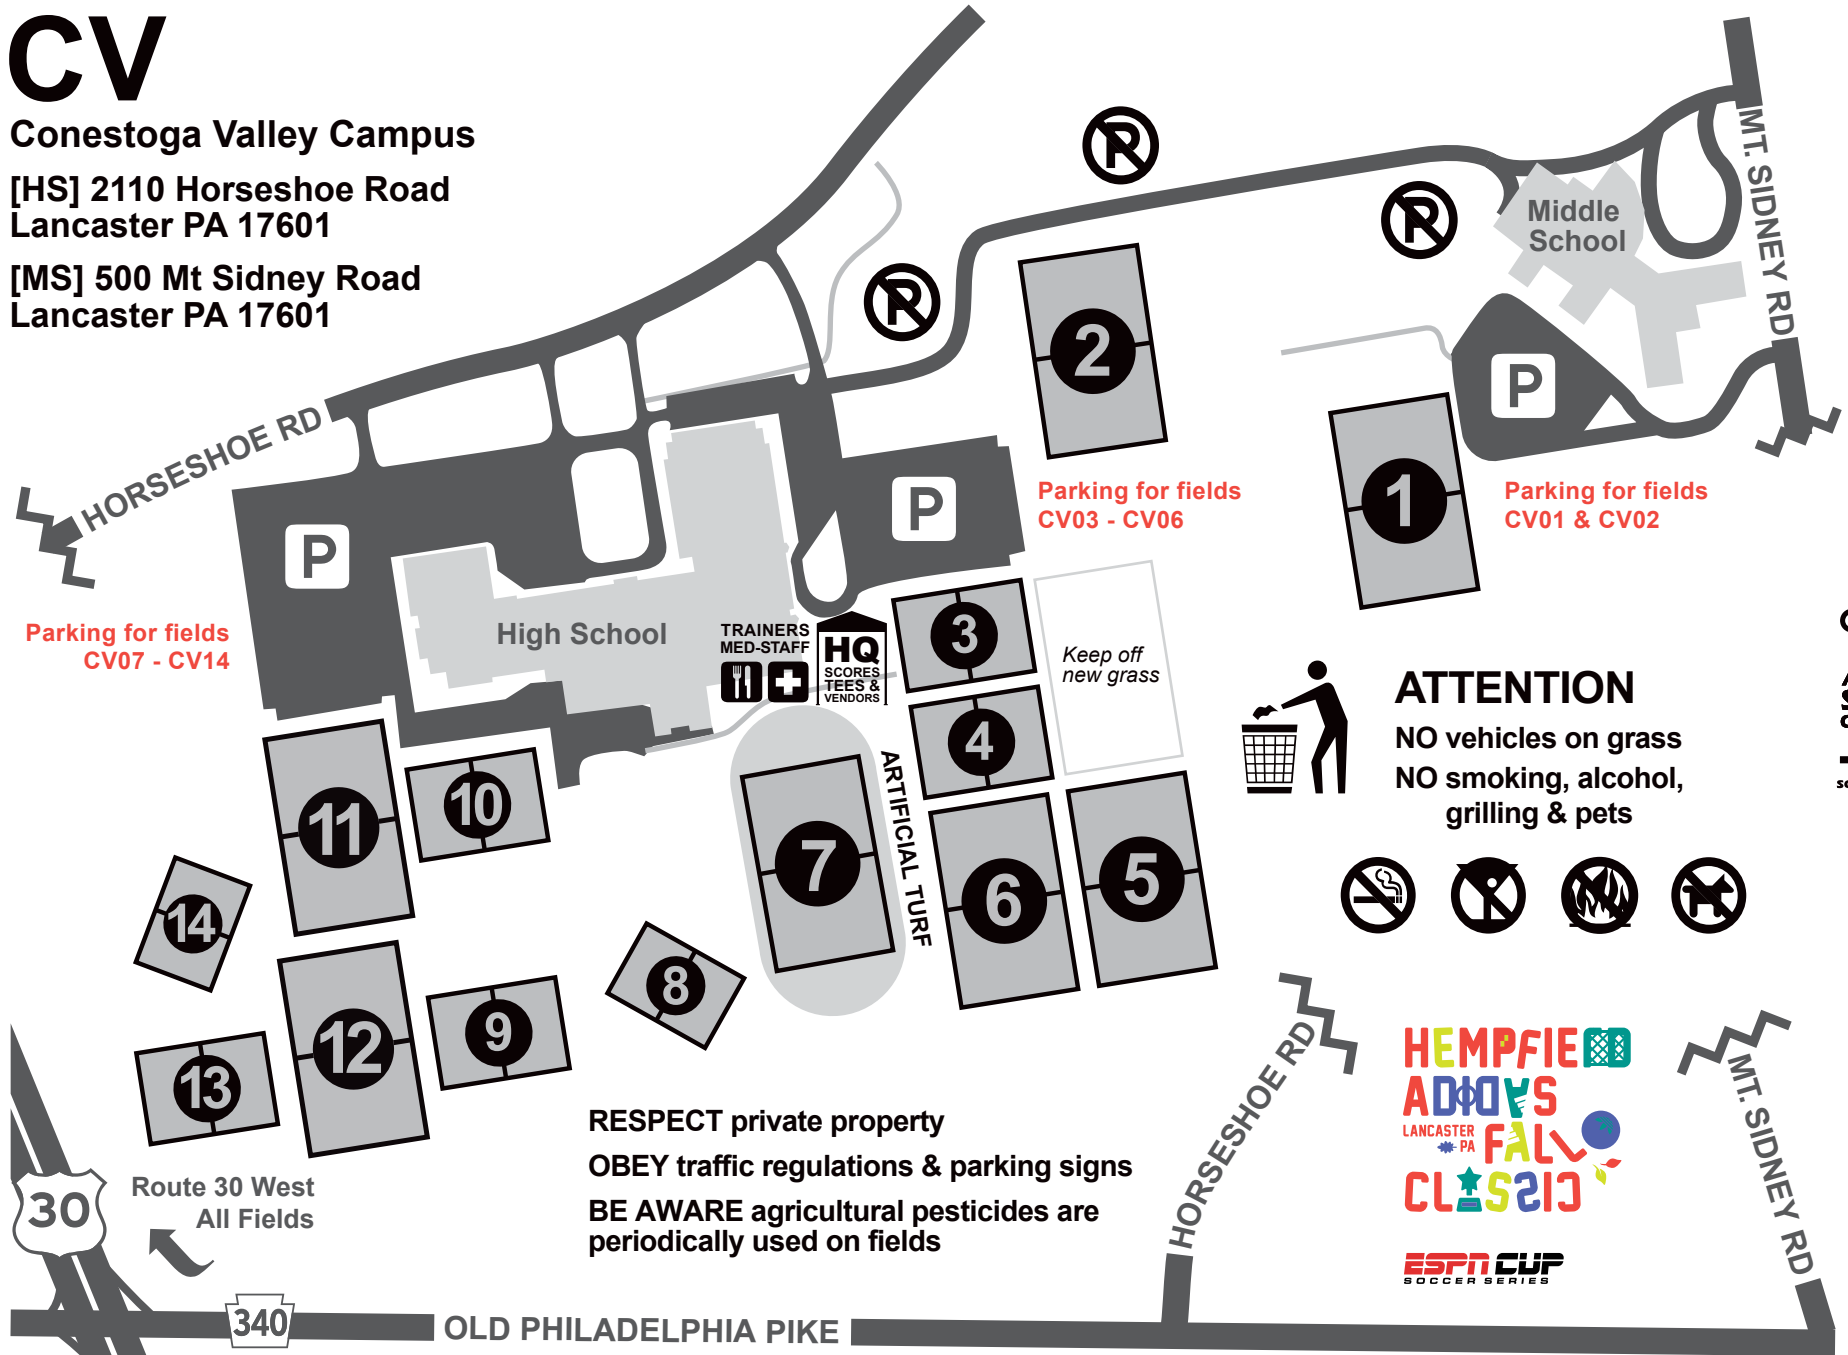 CV
Conestoga Valley Campus
[HS] 2110 Horseshoe Road
Lancaster PA 17601
[MS] 500 Mt Sidney Road
Lancaster PA 17601
HORSESHOE RD
MT. SIDNEY RD
Middle
School
P
P
P
P
P
P
2
1
Parking for fields
CV03 - CV06
Parking for fields
CV01 & CV02
Parking for fields
CV07 - CV14
High School
TRAINERS
MED-STAFF
HQ
SCORES
TEES &
VENDORS
3
Keep off
new grass
4
ARTIFICIAL TURF
5
6
7
8
9
10
11
12
13
14
ATTENTION
NO vehicles on grass
NO smoking, alcohol,
grilling & pets
RESPECT private property
OBEY traffic regulations & parking signs
BE AWARE agricultural pesticides are
periodically used on fields
Route 30 West
All Fields
30
340
OLD PHILADELPHIA PIKE
HORSESHOE RD
MT. SIDNEY RD
HEMPFIELD
ADIDAS
LANCASTER
PA
FALL
CLASSIC
ESPN CUP
SOCCER SERIES